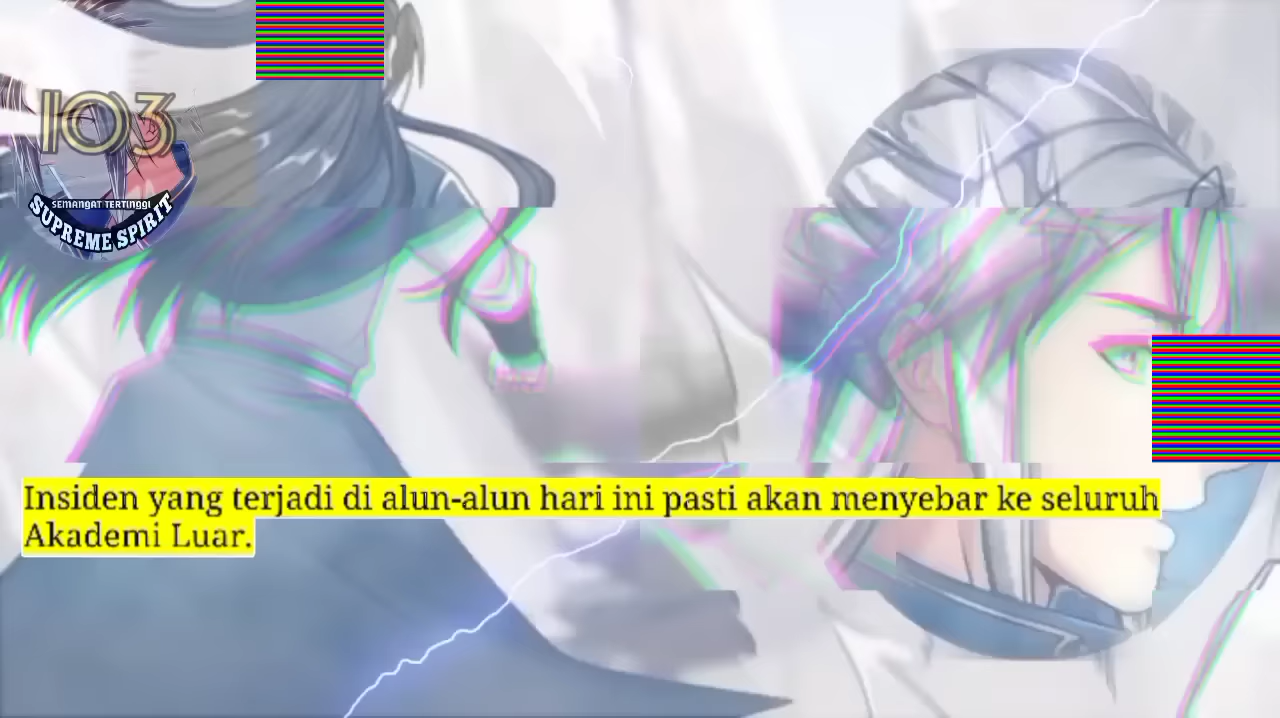 103
SEMANGAT TERTINGGI
SUPREME SPIRIT
Insiden yang terjadi di alun-alun hari ini pasti akan menyebar ke seluruh
Akademi Luar.